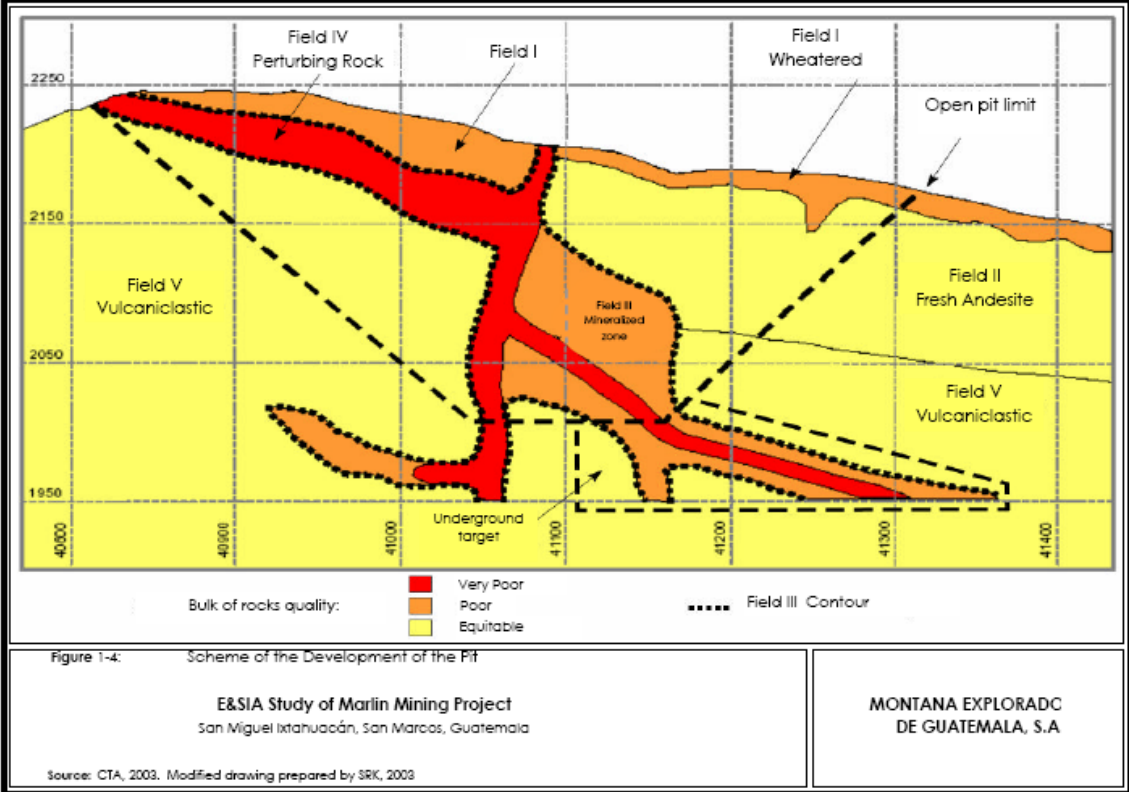 Field IV
Perturbing Rock
Field I
Field I
Wheatered
Open pit limit
2250
2150
2050
1950
Field V
Vulcaniclastic
Field III
Mineralized
zone
Field II
Fresh Andesite
Field V
Vulcaniclastic
Underground
target
40800
40900
41000
41100
41200
41300
41400
Bulk of rocks quality:
Very Poor
Poor
Equitable
Field III Contour
Figure 1-4: Scheme of the Development of the Pit
E&SIA Study of Marlin Mining Project
San Miguel Ixtahuacán, San Marcos, Guatemala
Source: CTA, 2003. Modified drawing prepared by SRK, 2003
MONTANA EXPLORADC
DE GUATEMALA, S.A